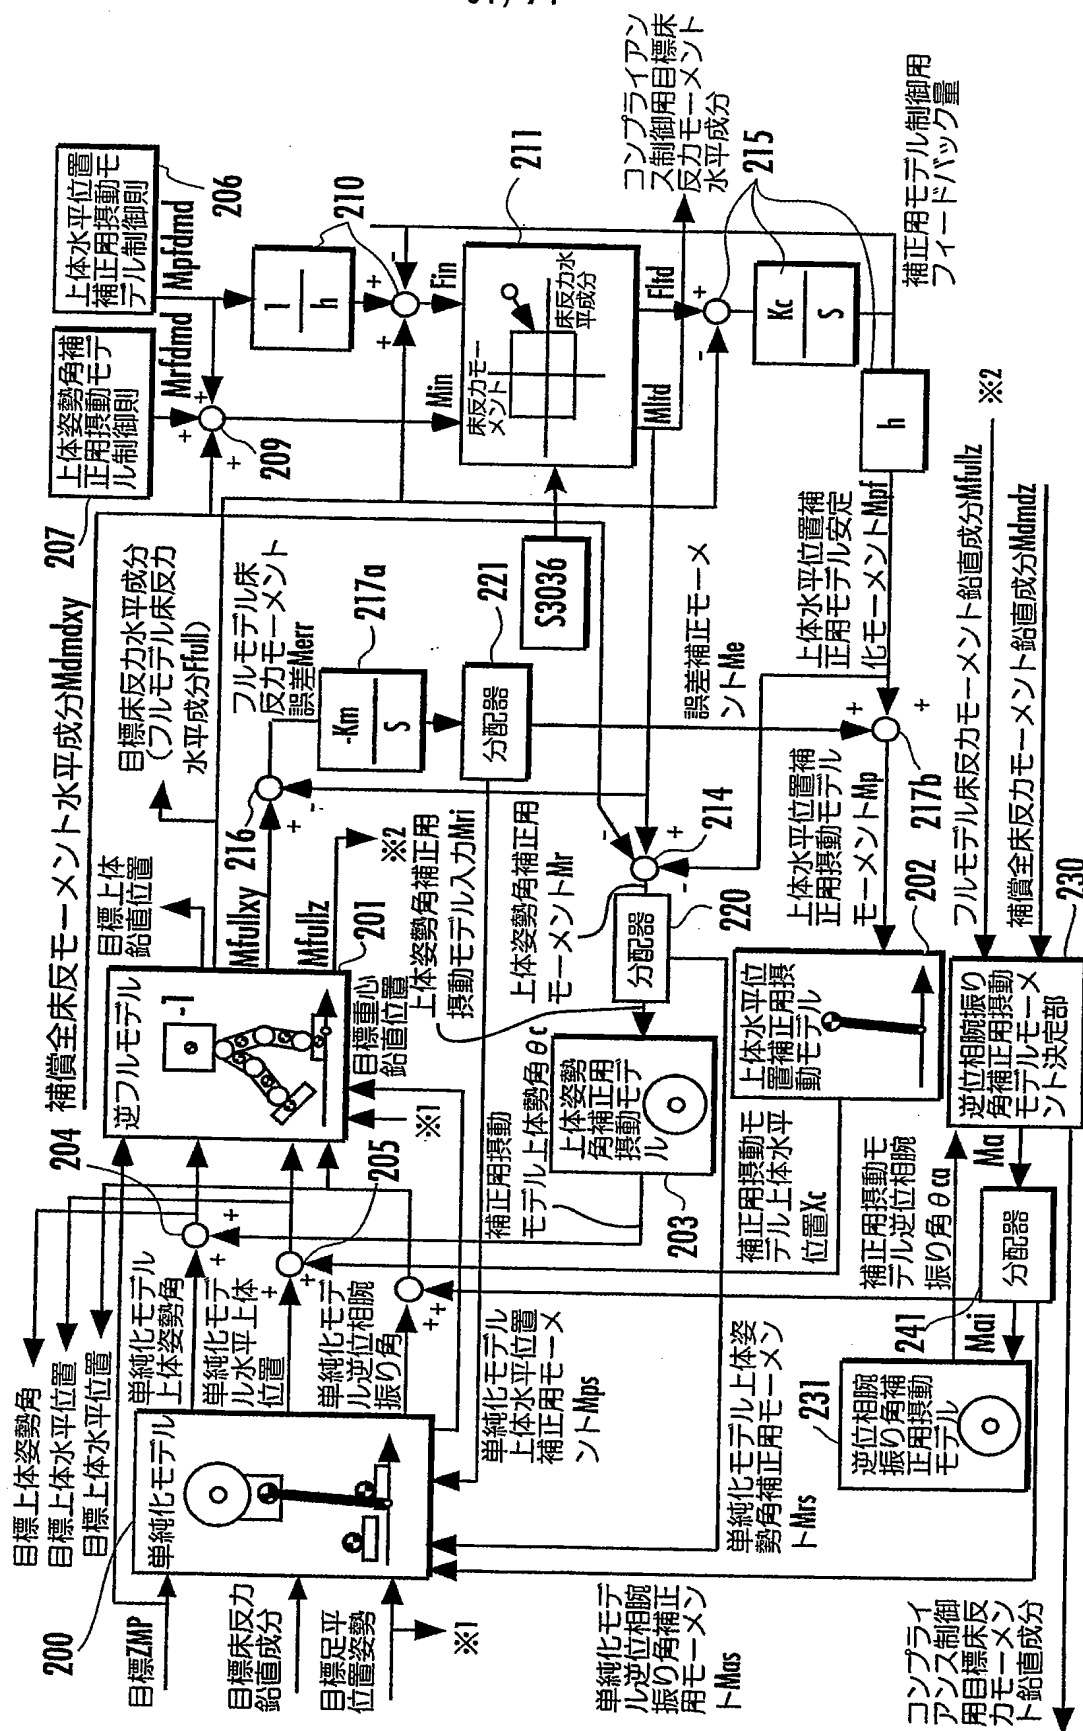 補償全床反モーメント水平成分Mdmdxy
目標上体姿勢角
目標上体水平位置
目標上体水平位置
204
200
単純化モデル
目標ZMP
目標床反力
鉛直成分
目標足平
位置姿勢
※1
単純化モデル
上体姿勢角
単純化モデ
ル水平上体
位置
単純化モデ
ル逆位相腕
振り角
205
+
+
+
+
+
+
逆フルモデル
-1
201
目標上体
鉛直位置
目標床反力水平成分
(フルモデル床反力
水平成分Ffull)
Mfullxy
Mfullz
※2
目標重心
鉛直位置
※1
216
+
-
フルモデル床
反力モーメント
誤差Merr
-Km
S
217a
分配器
221
207
上体姿勢角補
正用摂動モデ
ル制御則
Mrfdmd
上体水平位置
補正用摂動モ
デル制御則
206
Mpfdmd
209
+
+
+
1
h
210
+
+
-
Min
Fin
床反力モー
メント
床反力水
平成分
211
S3036
Mltd
Fltd
コンプライアン
ス制御用目標床
反力モーメント
水平成分
215
+
-
Kc
S
h
補正用モデル制御用
フィードバック量
誤差補正モーメ
ントMe
上体水平位置補
正用モデル安定
化モーメントMpf
+
+
217b
上体水平位置補
正用摂動モデル
モーメントMp
214
-
+
-
上体姿勢角補正用
モーメントMr
分配器
220
上体姿勢角補正用
摂動モデル入力Mri
上体姿勢
角補正用
摂動モデ
ル
203
補正用摂動
モデル上体姿勢角θc
202
上体水平位
置補正用摂
動モデル
補正用摂動モ
デル上体水平
位置Xc
※2
フルモデル床反力モーメント鉛直成分Mfullz
補償全床反力モーメント鉛直成分Mdmdz
230
逆位相腕振り
角補正用摂動
モデルモーメ
ント決定部
Ma
分配器
241
Mai
補正用摂動モ
デル逆位相腕
振り角θca
231
逆位相腕
振り角補
正用摂動
モデル
単純化モデル
上体水平位置
補正用モーメ
ントMps
単純化モデル上体姿
勢角補正用モーメン
トMrs
単純化モデ
ル逆位相腕
振り角補正
用モーメン
トMas
コンプライ
アンス制御
用目標床反
力モーメン
ト鉛直成分